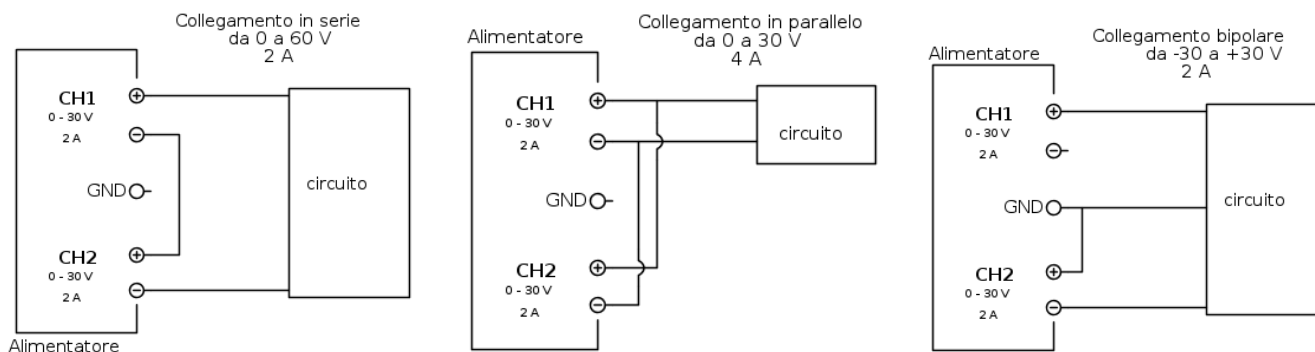 Collegamento in serie
da 0 a 60 V
2 A
CH1
0 - 30 V
2 A
GND
CH2
0 - 30 V
2 A
circuito
Alimentatore
Collegamento in parallelo
da 0 a 30 V
4 A
Alimentatore
CH1
0 - 30 V
2 A
GND
CH2
0 - 30 V
2 A
circuito
Collegamento bipolare
da -30 a +30 V
2 A
Alimentatore
CH1
0 - 30 V
2 A
GND
CH2
0 - 30 V
2 A
circuito